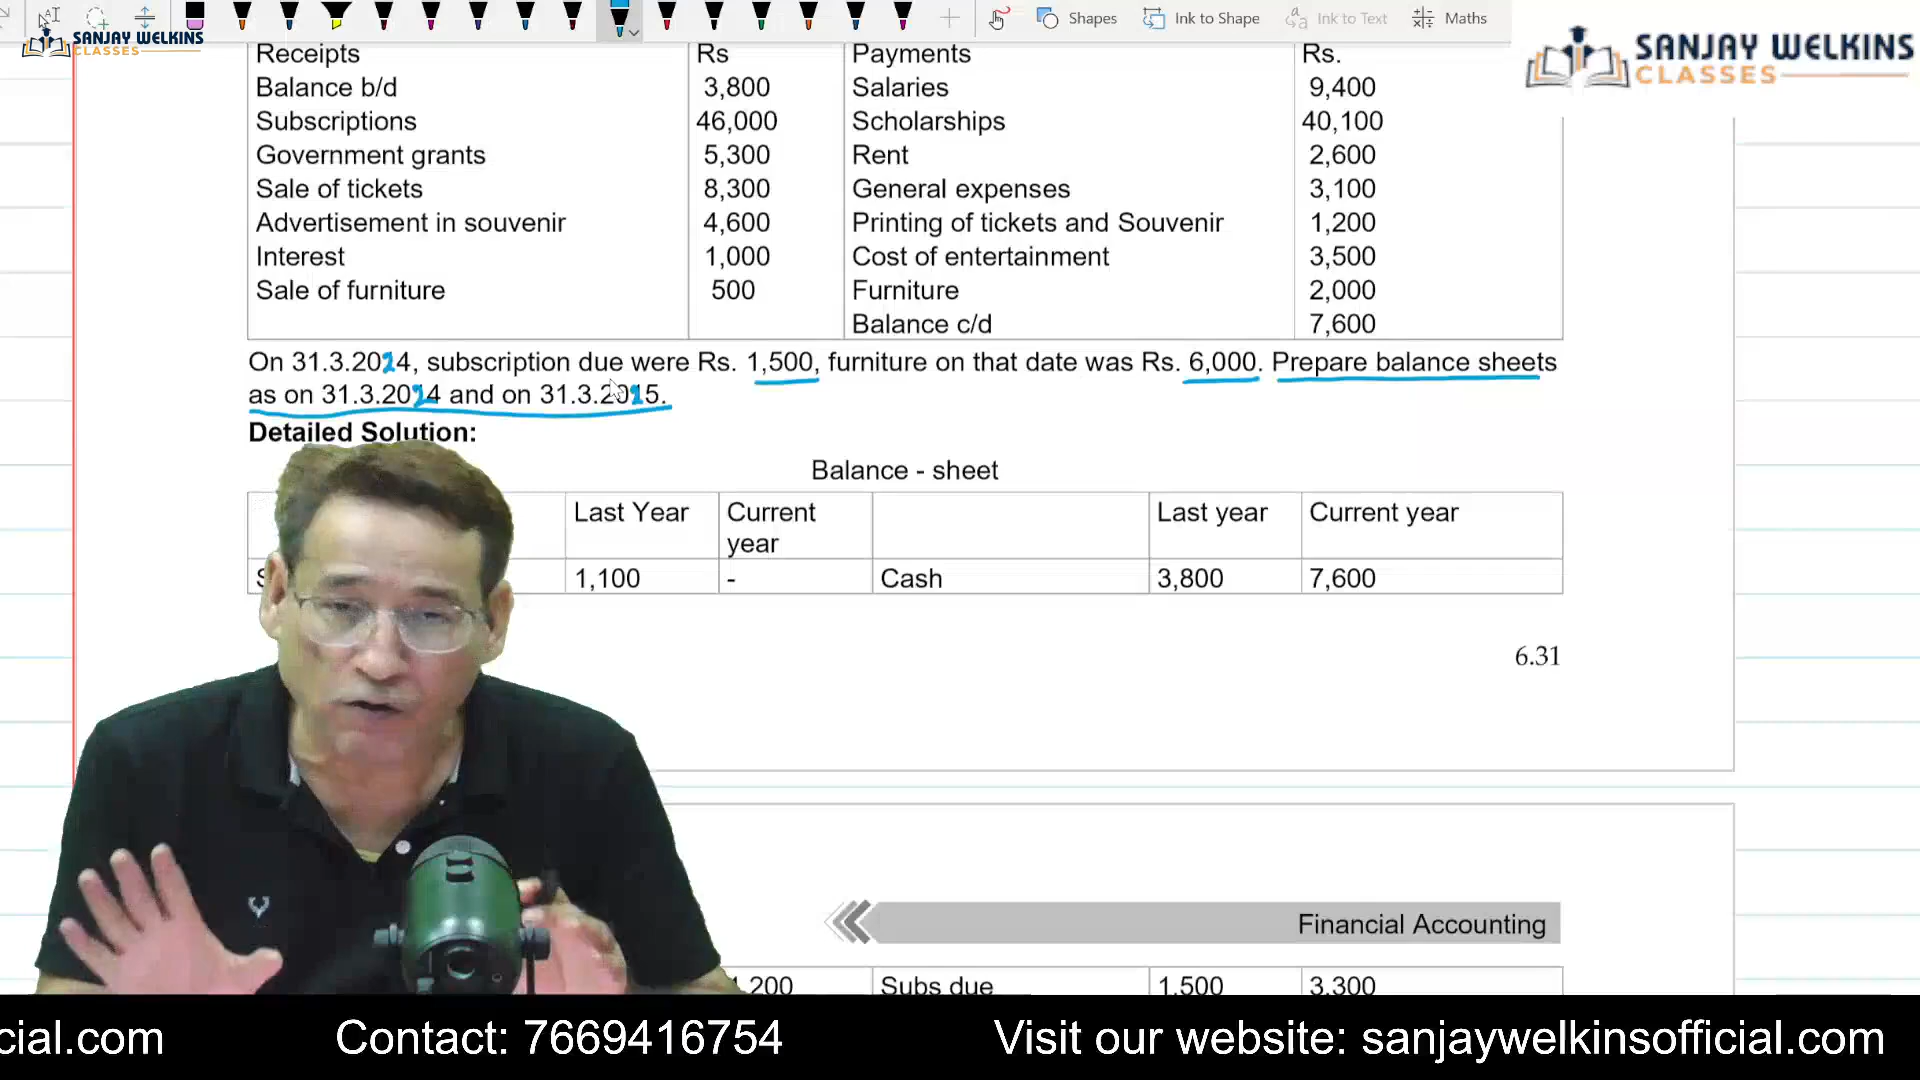 Shapes Ink to Shape Ink to Text Maths
SANJAY WELKINS
CLASSES
SANJAY WELKINS
CLASSES
Receipts Rs Payments Rs.
Balance b/d 3,800 Salaries 9,400
Subscriptions 46,000 Scholarships 40,100
Government grants 5,300 Rent 2,600
Sale of tickets 8,300 General expenses 3,100
Advertisement in souvenir 4,600 Printing of tickets and Souvenir 1,200
Interest 1,000 Cost of entertainment 3,500
Sale of furniture 500 Furniture 2,000
Balance c/d 7,600
On 31.3.2024, subscription due were Rs. 1,500, furniture on that date was Rs. 6,000. Prepare balance sheets
as on 31.3.2024 and on 31.3.2025.
Detailed Solution:
Balance - sheet
Last Year Current year Last year Current year
1,100 - Cash 3,800 7,600
6.31
Financial Accounting
Subs due 1,500 3,300
cial.com Contact: 7669416754 Visit our website: sanjaywelkinsofficial.com